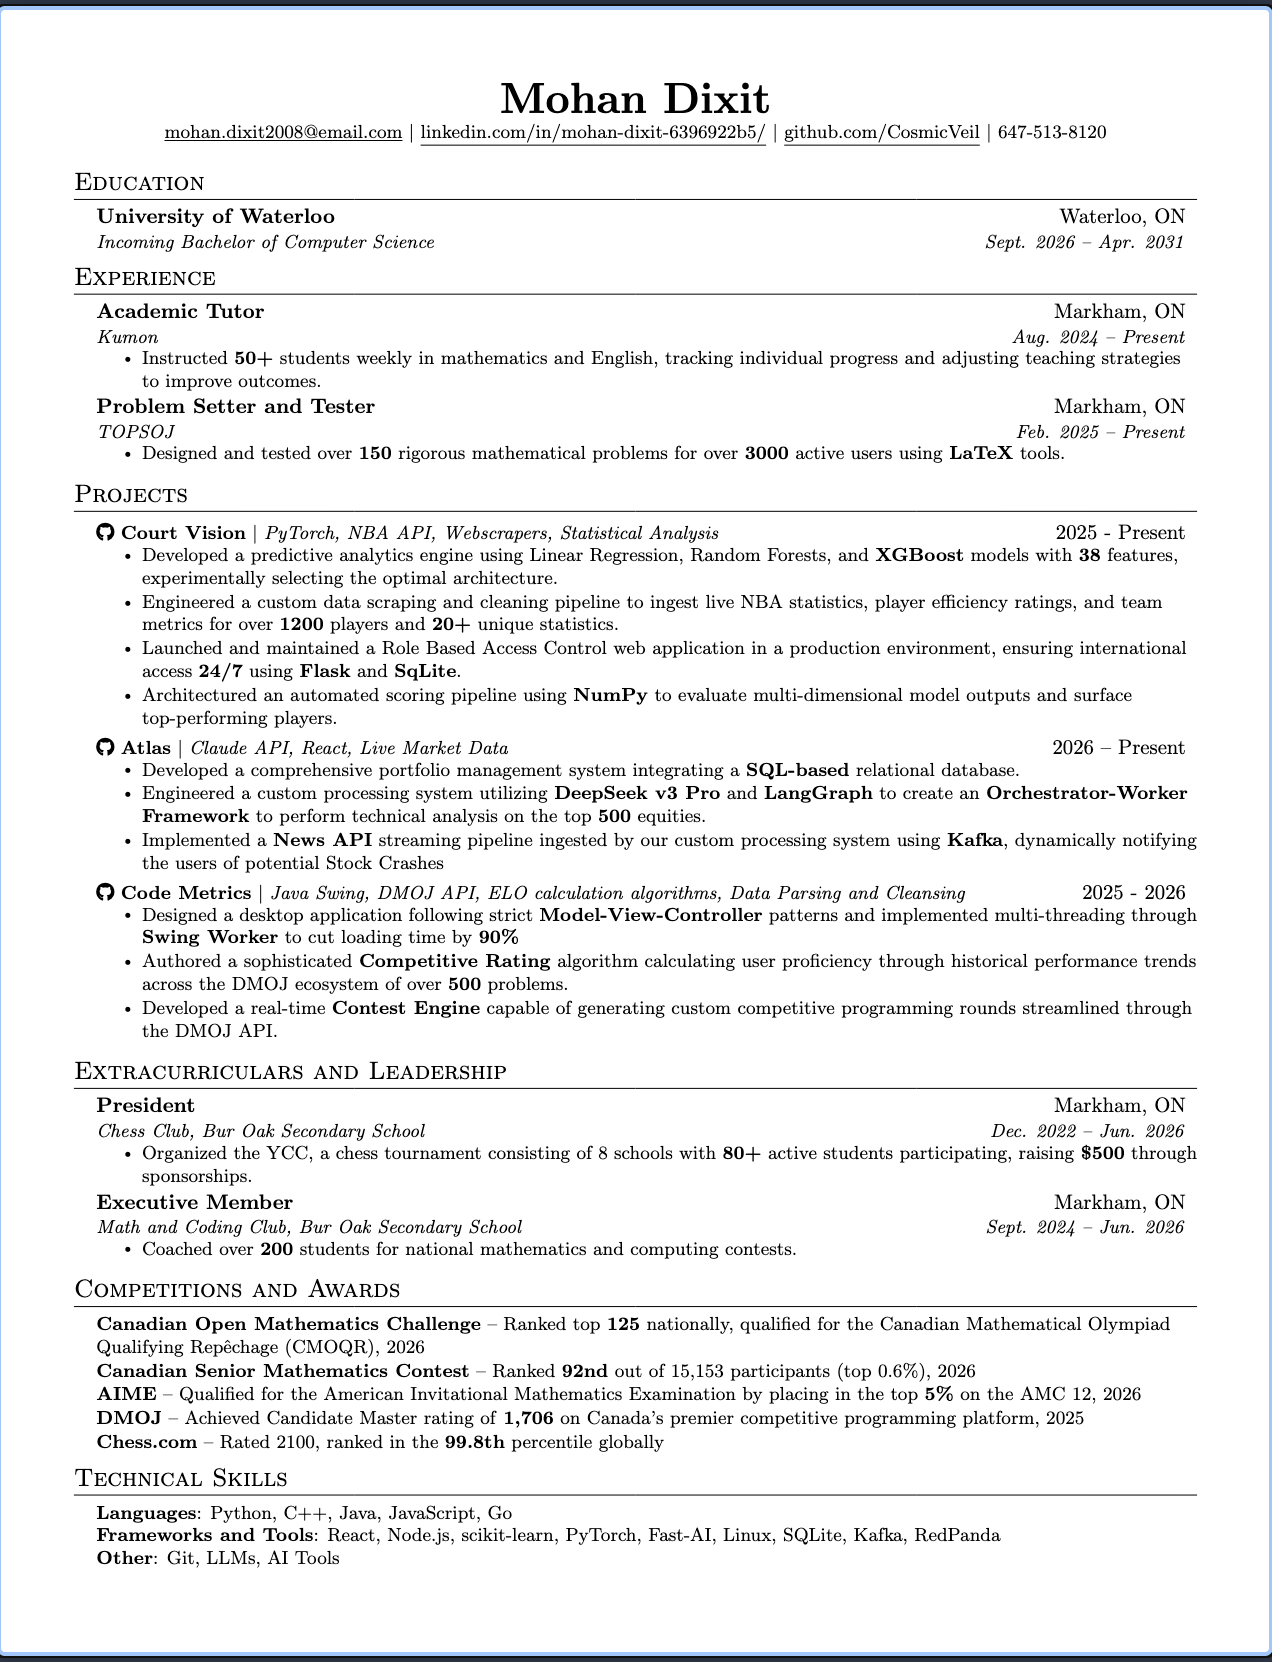 Mohan Dixit
mohan.dixit2008@email.com | linkedin.com/in/mohan-dixit-6396922b5/ | github.com/CosmicVeil | 647-513-8120
Education
University of Waterloo Waterloo, ON
Incoming Bachelor of Computer Science Sept. 2026 – Apr. 2031
Experience
Academic Tutor Markham, ON
Kumon Aug. 2024 – Present
• Instructed 50+ students weekly in mathematics and English, tracking individual progress and adjusting teaching strategies
to improve outcomes.
Problem Setter and Tester Markham, ON
TOPSOJ Feb. 2025 – Present
• Designed and tested over 150 rigorous mathematical problems for over 3000 active users using LaTeX tools.
Projects
Court Vision | PyTorch, NBA API, Webscrapers, Statistical Analysis 2025 - Present
• Developed a predictive analytics engine using Linear Regression, Random Forests, and XGBoost models with 38 features,
experimentally selecting the optimal architecture.
• Engineered a custom data scraping and cleaning pipeline to ingest live NBA statistics, player efficiency ratings, and team
metrics for over 1200 players and 20+ unique statistics.
• Launched and maintained a Role Based Access Control web application in a production environment, ensuring international
access 24/7 using Flask and SqLite.
• Architectured an automated scoring pipeline using NumPy to evaluate multi-dimensional model outputs and surface
top-performing players.
Atlas | Claude API, React, Live Market Data 2026 – Present
• Developed a comprehensive portfolio management system integrating a SQL-based relational database.
• Engineered a custom processing system utilizing DeepSeek v3 Pro and LangGraph to create an Orchestrator-Worker
Framework to perform technical analysis on the top 500 equities.
• Implemented a News API streaming pipeline ingested by our custom processing system using Kafka, dynamically notifying
the users of potential Stock Crashes
Code Metrics | Java Swing, DMOJ API, ELO calculation algorithms, Data Parsing and Cleansing 2025 - 2026
• Designed a desktop application following strict Model-View-Controller patterns and implemented multi-threading through
Swing Worker to cut loading time by 90%
• Authored a sophisticated Competitive Rating algorithm calculating user proficiency through historical performance trends
across the DMOJ ecosystem of over 500 problems.
• Developed a real-time Contest Engine capable of generating custom competitive programming rounds streamlined through
the DMOJ API.
Extracurriculars and Leadership
President Markham, ON
Chess Club, Bur Oak Secondary School Dec. 2022 – Jun. 2026
• Organized the YCC, a chess tournament consisting of 8 schools with 80+ active students participating, raising $500 through
sponsorships.
Executive Member Markham, ON
Math and Coding Club, Bur Oak Secondary School Sept. 2024 – Jun. 2026
• Coached over 200 students for national mathematics and computing contests.
Competitions and Awards
Canadian Open Mathematics Challenge – Ranked top 125 nationally, qualified for the Canadian Mathematical Olympiad
Qualifying Repêchage (CMOQR), 2026
Canadian Senior Mathematics Contest – Ranked 92nd out of 15,153 participants (top 0.6%), 2026
AIME – Qualified for the American Invitational Mathematics Examination by placing in the top 5% on the AMC 12, 2026
DMOJ – Achieved Candidate Master rating of 1,706 on Canada's premier competitive programming platform, 2025
Chess.com – Rated 2100, ranked in the 99.8th percentile globally
Technical Skills
Languages: Python, C++, Java, JavaScript, Go
Frameworks and Tools: React, Node.js, scikit-learn, PyTorch, Fast-AI, Linux, SQLite, Kafka, RedPanda
Other: Git, LLMs, AI Tools